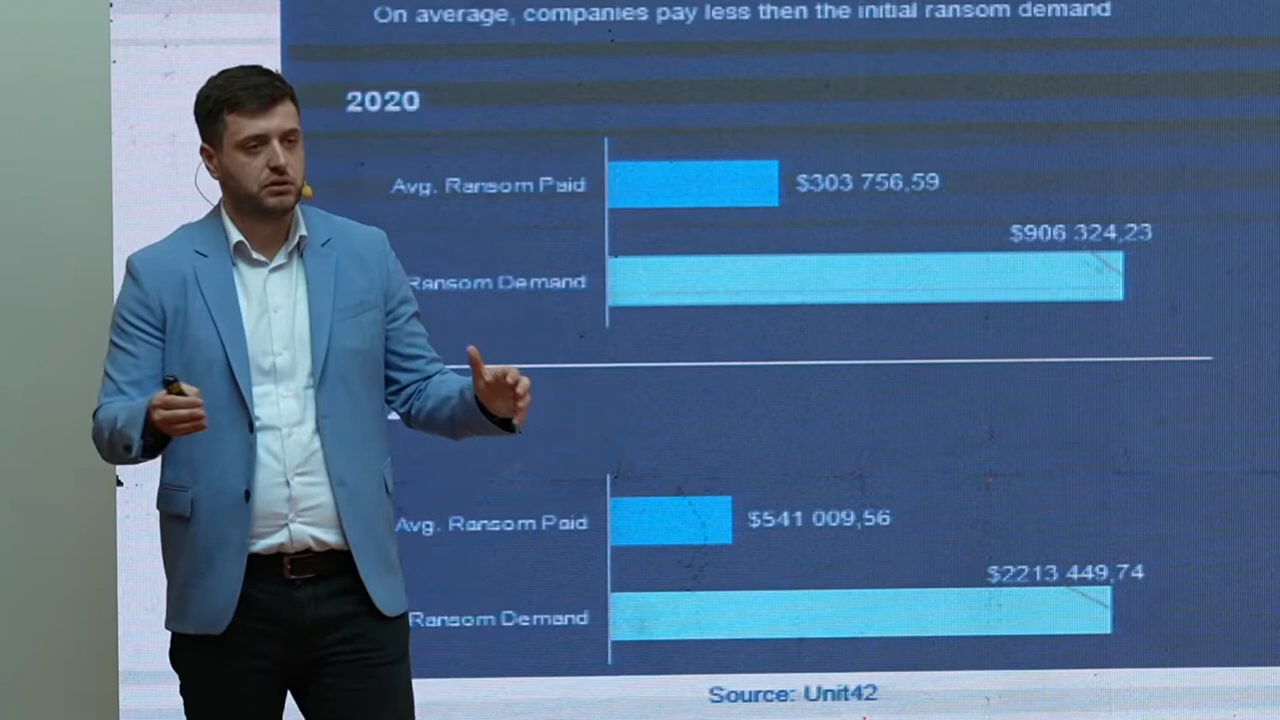 On average, companies pay less then the initial ransom demand
2020
Avg. Ransom Paid
$303 756,59
$906 324,23
Ransom Demand
Avg. Ransom Paid
$541 009,56
$2213 449,74
Ransom Demand
Source: Unit42